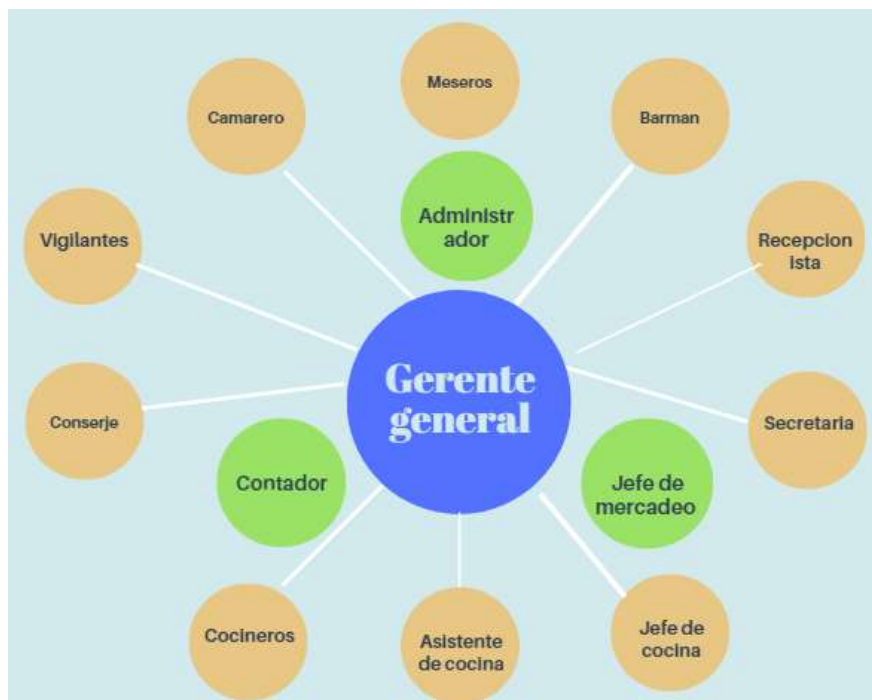 Meseros
Camarero
Barman
Administr
ador
Vigilantes
Recepcion
ista
Gerente
general
Conserje
Secretaria
Contador
Jefe de
mercadeo
Cocineros
Asistente
de cocina
Jefe de
cocina